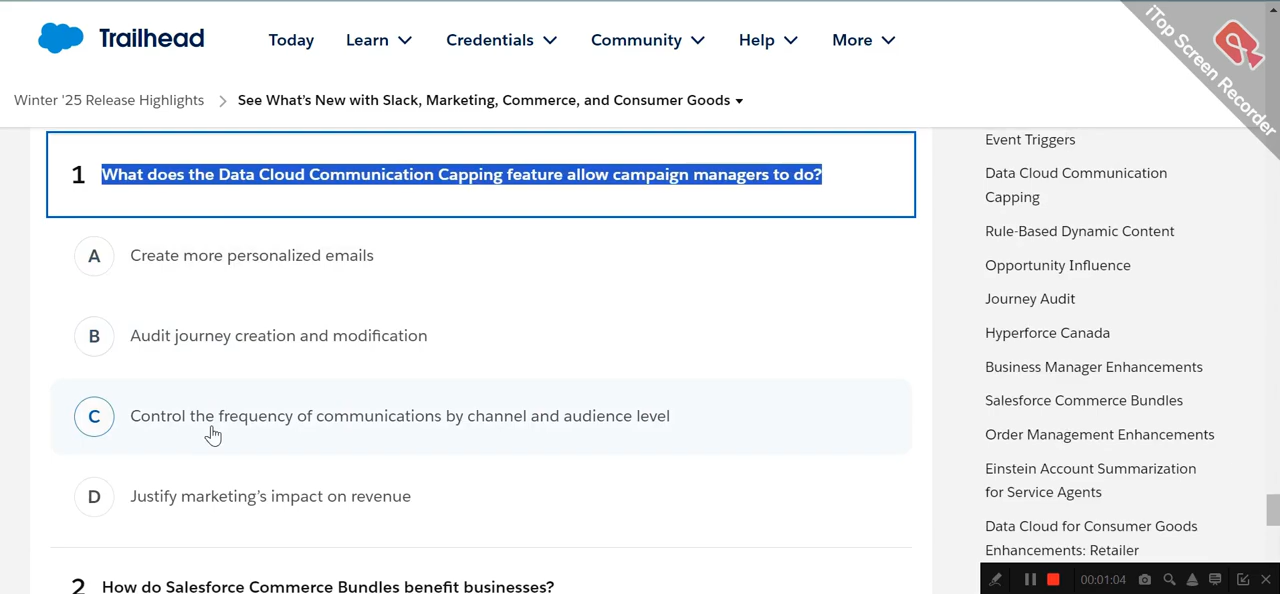 Trailhead
Today Learn Credentials Community Help More
iTop Screen Recorder
Winter '25 Release Highlights > See What's New with Slack, Marketing, Commerce, and Consumer Goods
1 What does the Data Cloud Communication Capping feature allow campaign managers to do?
A Create more personalized emails
B Audit journey creation and modification
C Control the frequency of communications by channel and audience level
D Justify marketing's impact on revenue
2 How do Salesforce Commerce Bundles benefit businesses?
Event Triggers
Data Cloud Communication
Capping
Rule-Based Dynamic Content
Opportunity Influence
Journey Audit
Hyperforce Canada
Business Manager Enhancements
Salesforce Commerce Bundles
Order Management Enhancements
Einstein Account Summarization
for Service Agents
Data Cloud for Consumer Goods
Enhancements: Retailer
00:01:04